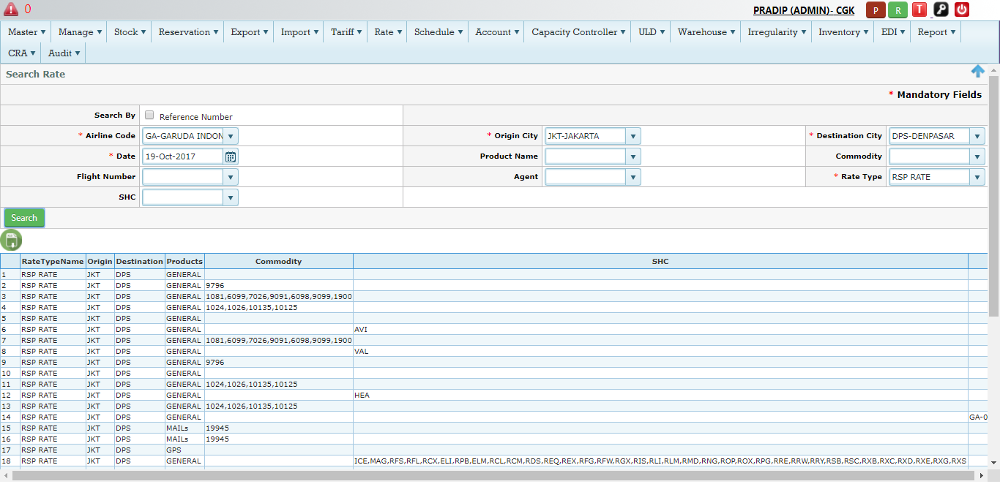 0 PRADIP (ADMIN)- CGK P R T
Master Manage Stock Reservation Export Import Tariff Rate Schedule Account Capacity Controller ULD Warehouse Irregularity Inventory EDI Report
CRA Audit
Search Rate
* Mandatory Fields
Search By Reference Number
* Airline Code GA-GARUDA INDON * Origin City JKT-JAKARTA * Destination City DPS-DENPASAR
* Date 19-Oct-2017 Product Name Commodity
Flight Number Agent * Rate Type RSP RATE
SHC
Search
RateTypeName Origin Destination Products Commodity SHC
1 RSP RATE JKT DPS GENERAL
2 RSP RATE JKT DPS GENERAL 9796
3 RSP RATE JKT DPS GENERAL 1081,6099,7026,9091,6098,9099,1900
4 RSP RATE JKT DPS GENERAL 1024,1026,10135,10125
5 RSP RATE JKT DPS GENERAL
6 RSP RATE JKT DPS GENERAL AVI
7 RSP RATE JKT DPS GENERAL 1081,6099,7026,9091,6098,9099,1900
8 RSP RATE JKT DPS GENERAL VAL
9 RSP RATE JKT DPS GENERAL 9796
10 RSP RATE JKT DPS GENERAL
11 RSP RATE JKT DPS GENERAL 1024,1026,10135,10125
12 RSP RATE JKT DPS GENERAL HEA
13 RSP RATE JKT DPS GENERAL 1024,1026,10135,10125
14 RSP RATE JKT DPS GENERAL GA-0
15 RSP RATE JKT DPS MAILs 19945
16 RSP RATE JKT DPS MAILs 19945
17 RSP RATE JKT DPS GPS
18 RSP RATE JKT DPS GENERAL ICE,MAG,RFS,RFL,RCX,ELI,RPB,ELM,RCL,RCM,RDS,REQ,REX,RFG,RFW,RGX,RIS,RLI,RLM,RMD,RNG,ROP,ROX,RPG,RRE,RRW,RRY,RSB,RSC,RXB,RXC,RXD,RXE,RXG,RXS